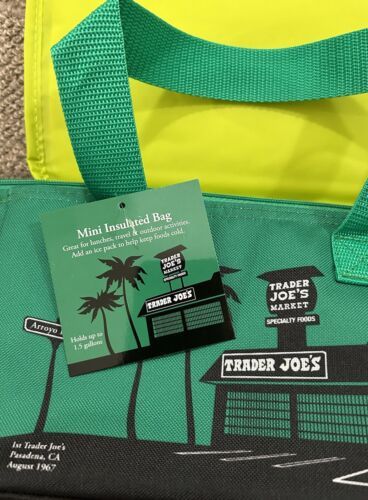 Mini Insulated Bag
Great for lunches, travel & outdoor activities.
Add an ice pack to help keep foods cold.
TRADER
JOE'S
MARKET
SPECIALTY FOODS
TRADER JOE'S
Holds up to
1.5 gallons
TRADER
JOE'S
MARKET
SPECIALTY FOODS
TRADER JOE'S
Arroyo
1st Trader Joe's
Pasadena, CA
August 1967